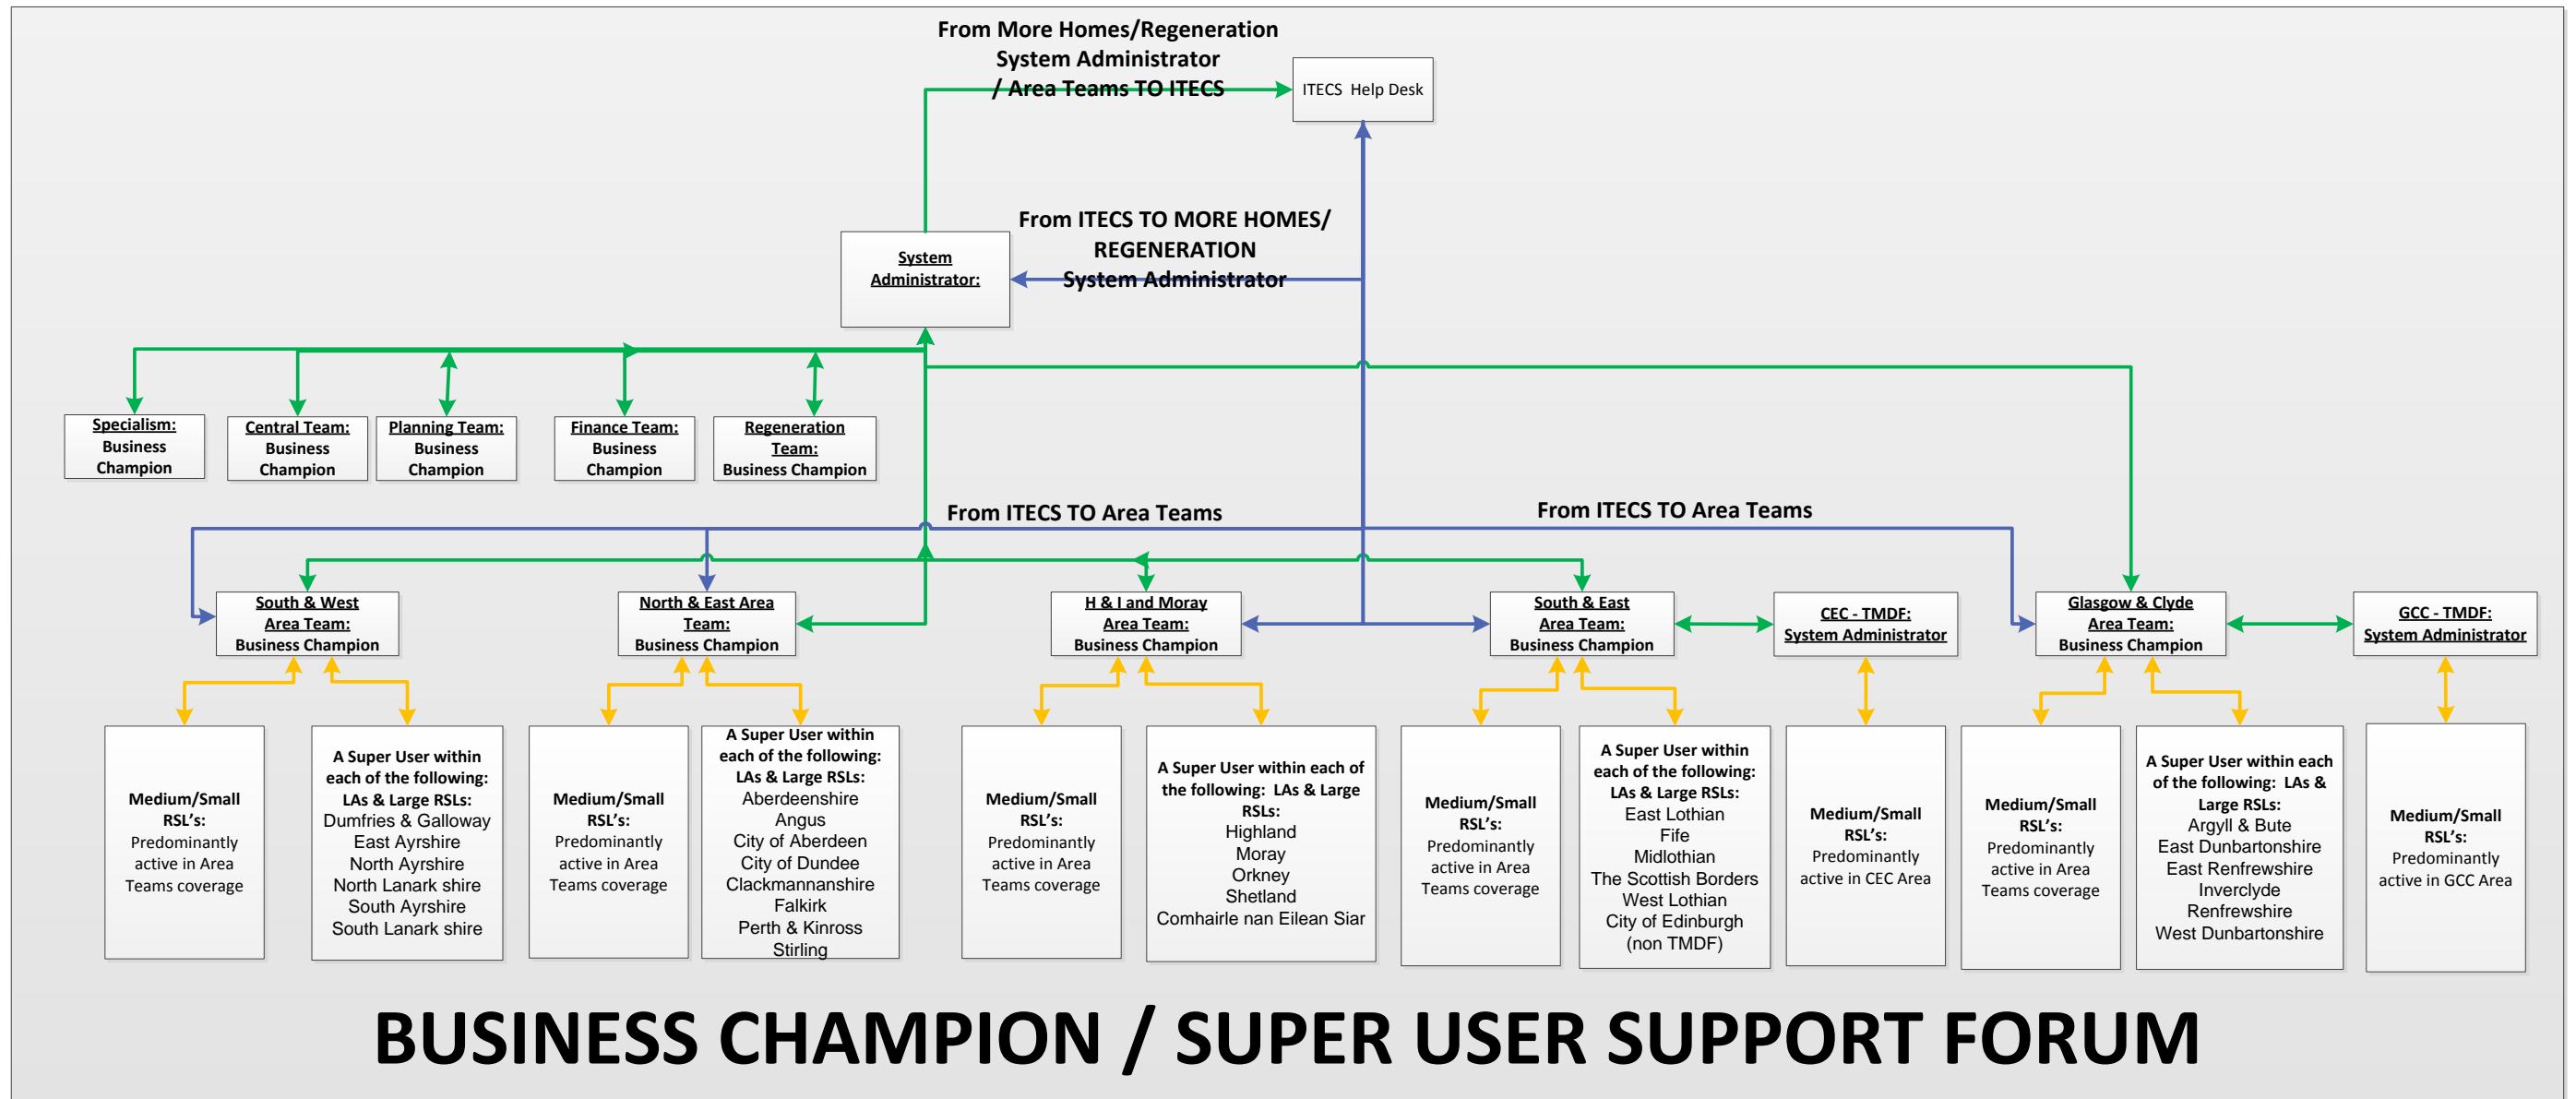 From More Homes/Regeneration
System Administrator
/ Area Teams TO ITECS
ITECS Help Desk
From ITECS TO MORE HOMES/
REGENERATION
System Administrator
System
Administrator:
Specialism:
Business
Champion
Central Team:
Business
Champion
Planning Team:
Business
Champion
Finance Team:
Business
Champion
Regeneration
Team:
Business Champion
From ITECS TO Area Teams
From ITECS TO Area Teams
South & West
Area Team:
Business Champion
North & East Area
Team:
Business Champion
H & I and Moray
Area Team:
Business Champion
South & East
Area Team:
Business Champion
CEC - TMDF:
System Administrator
Glasgow & Clyde
Area Team:
Business Champion
GCC - TMDF:
System Administrator
Medium/Small
RSL’s:
Predominantly
active in Area
Teams coverage
A Super User within
each of the following:
LAs & Large RSLs:
Dumfries & Galloway
East Ayrshire
North Ayrshire
North Lanark shire
South Ayrshire
South Lanark shire
Medium/Small
RSL’s:
Predominantly
active in Area
Teams coverage
A Super User within
each of the following:
LAs & Large RSLs:
Aberdeenshire
Angus
City of Aberdeen
City of Dundee
Clackmannanshire
Falkirk
Perth & Kinross
Stirling
Medium/Small
RSL’s:
Predominantly
active in Area
Teams coverage
A Super User within each of
the following: LAs & Large
RSLs:
Highland
Moray
Orkney
Shetland
Comhairle nan Eilean Siar
Medium/Small
RSL’s:
Predominantly
active in Area
Teams coverage
A Super User within
each of the following:
LAs & Large RSLs:
East Lothian
Fife
Midlothian
The Scottish Borders
West Lothian
City of Edinburgh
(non TMDF)
Medium/Small
RSL’s:
Predominantly
active in CEC Area
Medium/Small
RSL’s:
Predominantly
active in Area
Teams coverage
A Super User within each
of the following: LAs &
Large RSLs:
Argyll & Bute
East Dunbartonshire
East Renfrewshire
Inverclyde
Renfrewshire
West Dunbartonshire
Medium/Small
RSL’s:
Predominantly
active in GCC Area
BUSINESS CHAMPION / SUPER USER SUPPORT FORUM